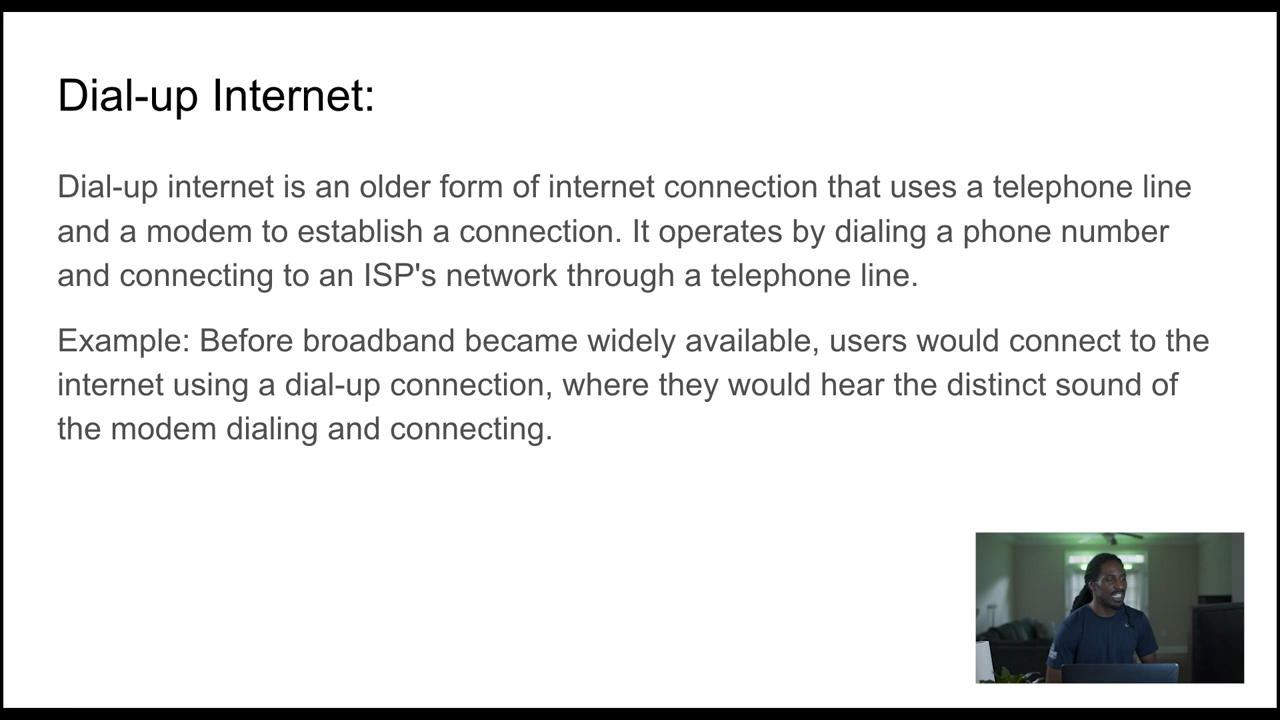 Dial-up Internet:
Dial-up internet is an older form of internet connection that uses a telephone line
and a modem to establish a connection. It operates by dialing a phone number
and connecting to an ISP's network through a telephone line.
Example: Before broadband became widely available, users would connect to the
internet using a dial-up connection, where they would hear the distinct sound of
the modem dialing and connecting.